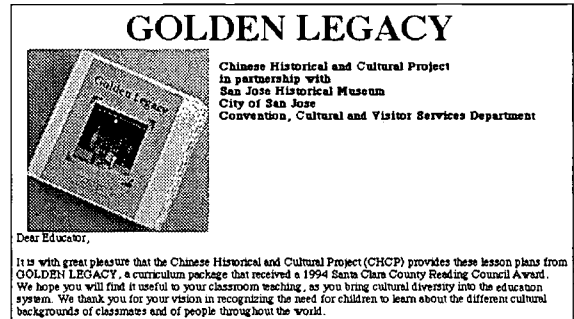 GOLDEN LEGACY
Golden Legacy
Chinese Historical and Cultural Project
in partnership with
San Jose Historical Museum
City of San Jose
Convention, Cultural and Visitor Services Department
Dear Educator,
It is with great pleasure that the Chinese Historical and Cultural Project (CHCP) provides these lesson plans from
GOLDEN LEGACY, a curriculum package that received a 1994 Santa Clara County Reading Council Award.
We hope you will find it useful to your classroom teaching, as you bring cultural diversity into the education
system. We thank you for your vision in recognizing the need for children to learn about the different cultural
backgrounds of classmates and of people throughout the world.